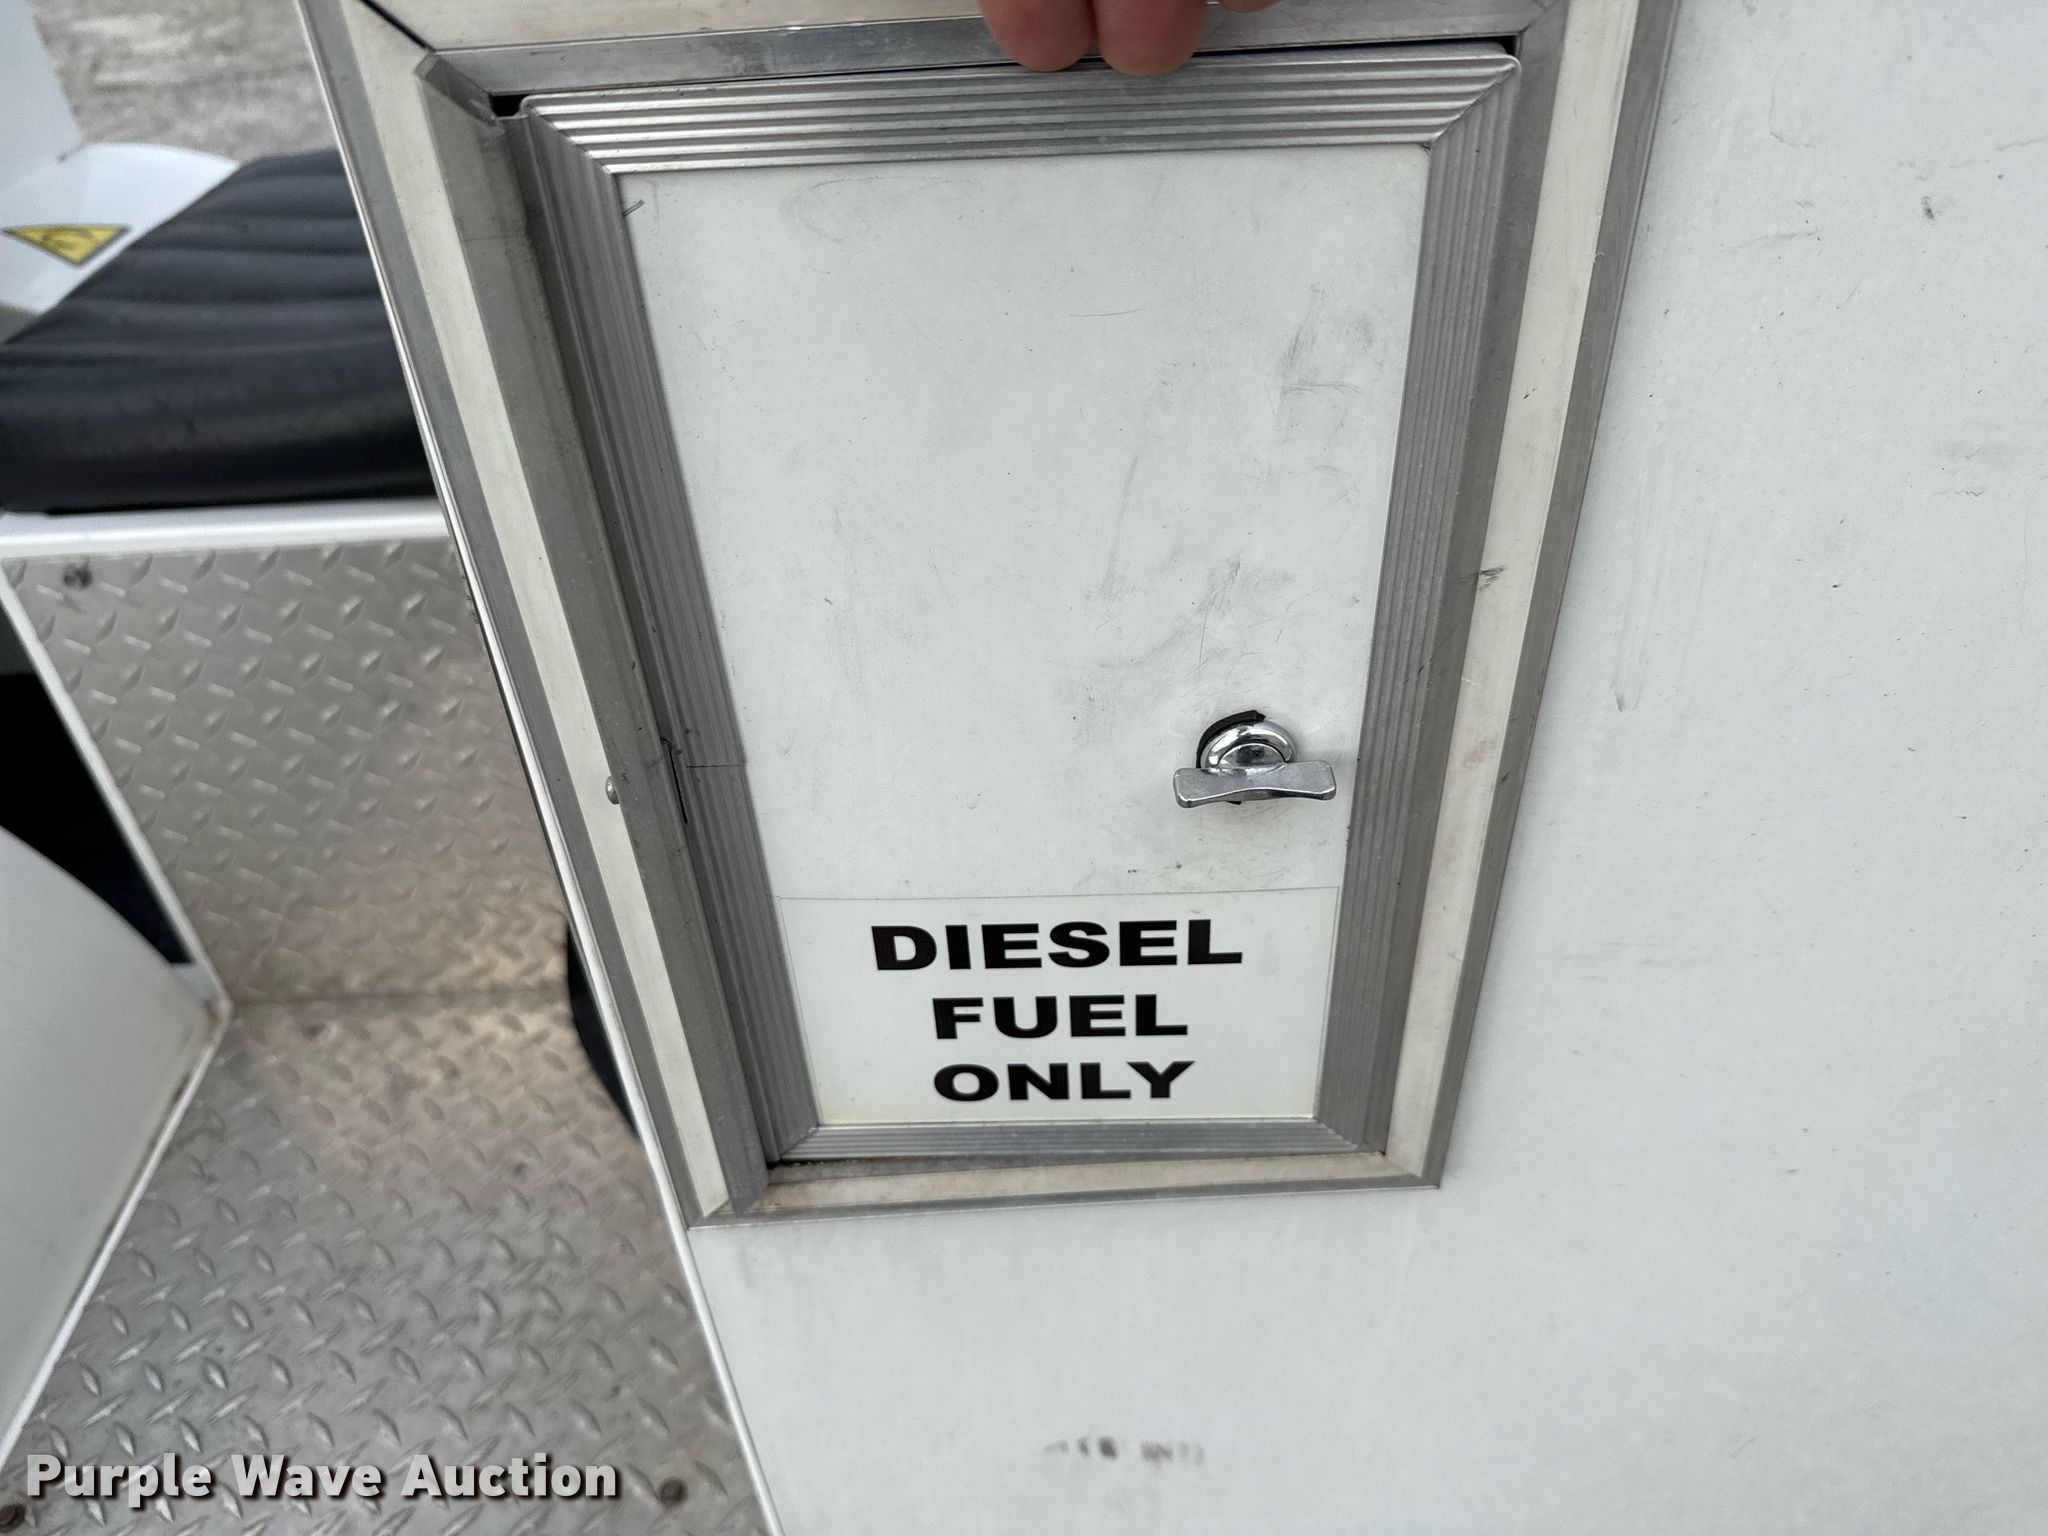 DIESEL
FUEL
ONLY
Purple Wave Auction